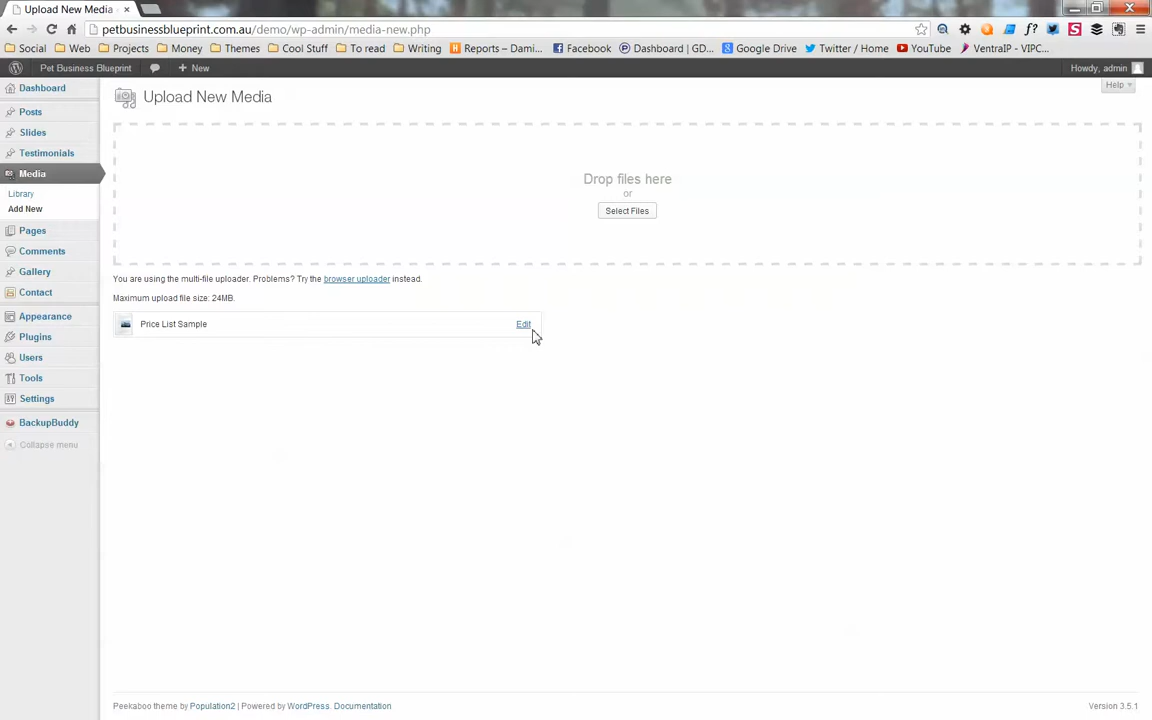 Upload New Media
petbusinessblueprint.com.au/demo/wp-admin/media-new.php
Social Web Projects Money Themes Cool Stuff To read Writing Reports – Dami... Facebook Dashboard | GD... Google Drive Twitter / Home YouTube VentraIP - VIPC...
Pet Business Blueprint + New Howdy, admin
Help
Dashboard
Posts
Slides
Testimonials
Media
Library
Add New
Pages
Comments
Gallery
Contact
Appearance
Plugins
Users
Tools
Settings
BackupBuddy
Collapse menu
Upload New Media
Drop files here
or
Select Files
You are using the multi-file uploader. Problems? Try the browser uploader instead.
Maximum upload file size: 24MB.
Price List Sample Edit
Peekaboo theme by Population2 | Powered by WordPress. Documentation Version 3.5.1